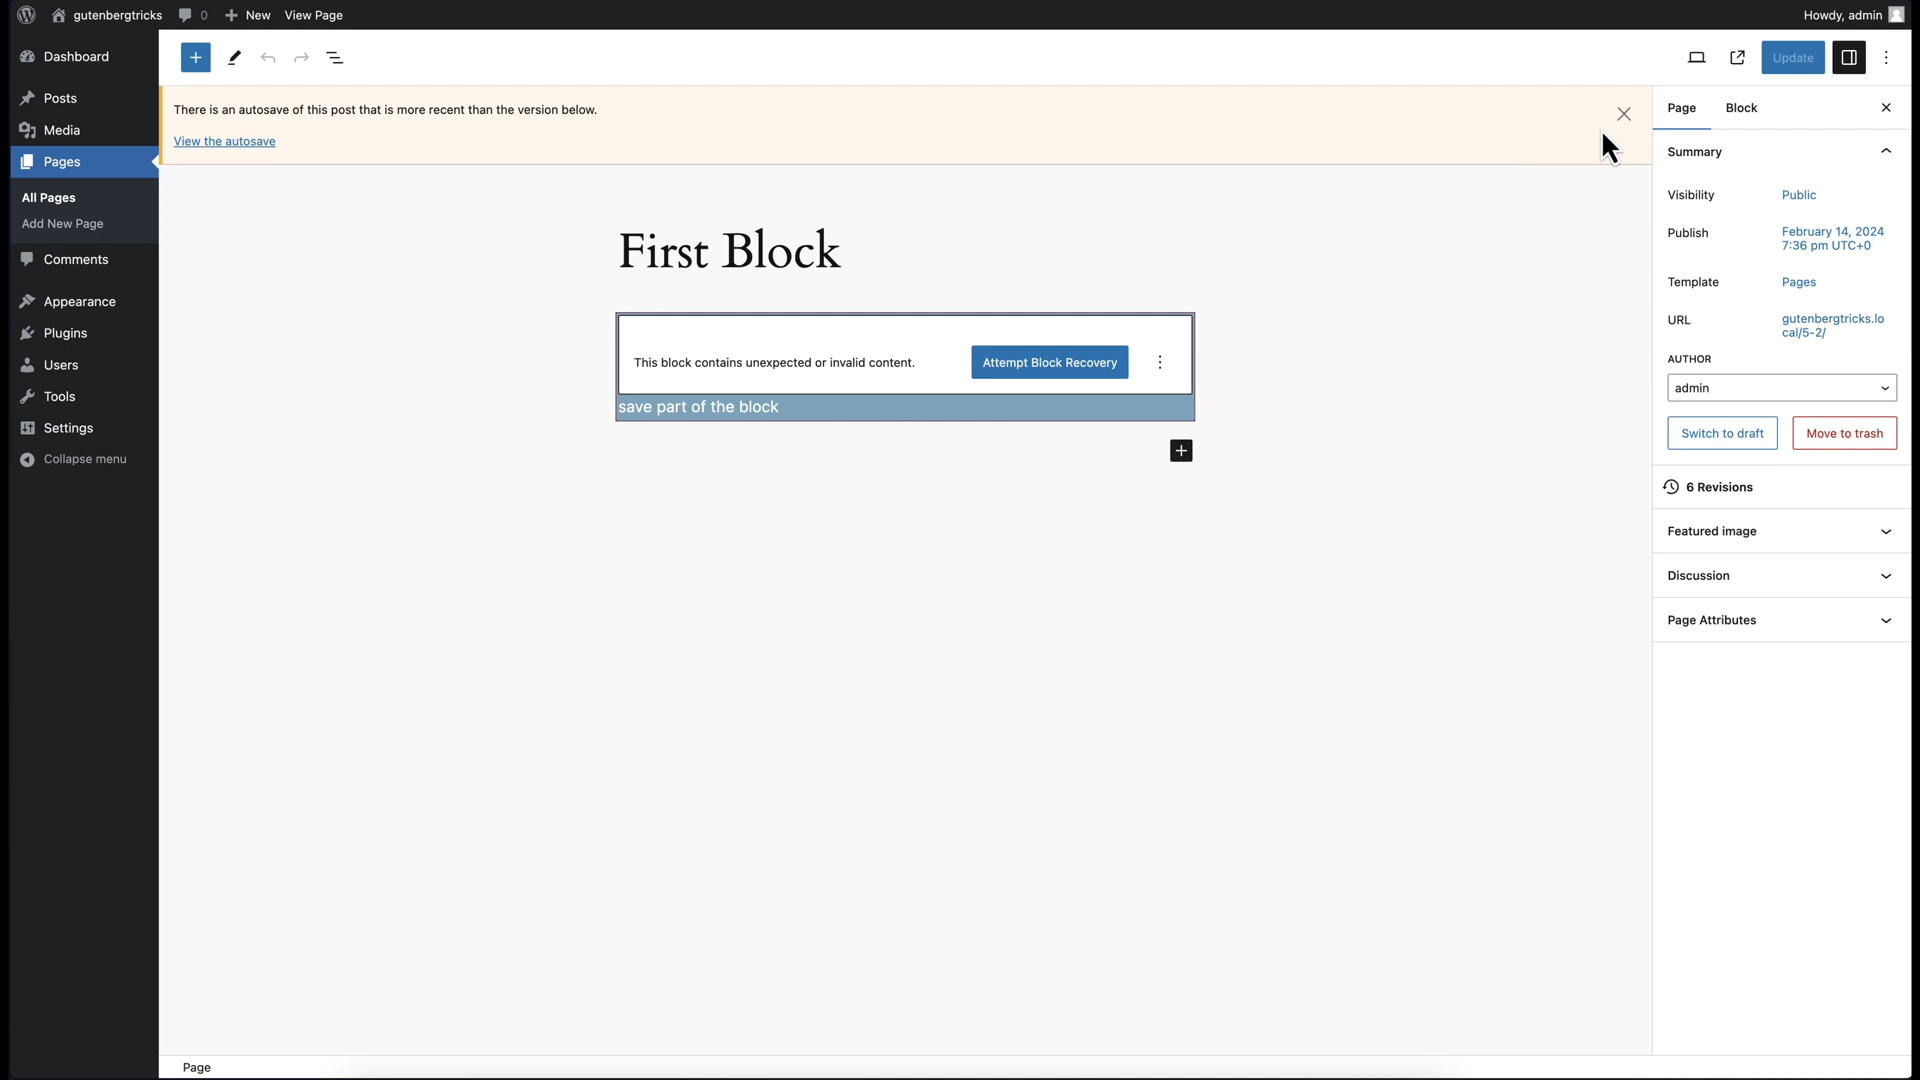 gutenbergtricks 0 New View Page Howdy, admin
Dashboard
Posts
Media
Pages
All Pages
Add New Page
Comments
Appearance
Plugins
Users
Tools
Settings
Collapse menu
Update
There is an autosave of this post that is more recent than the version below.
View the autosave
First Block
This block contains unexpected or invalid content. Attempt Block Recovery
save part of the block
Page Block
Summary
Visibility Public
Publish February 14, 2024
7:36 pm UTC+0
Template Pages
URL gutenbergtricks.lo
cal/5-2/
AUTHOR
admin
Switch to draft Move to trash
6 Revisions
Featured image
Discussion
Page Attributes
Page